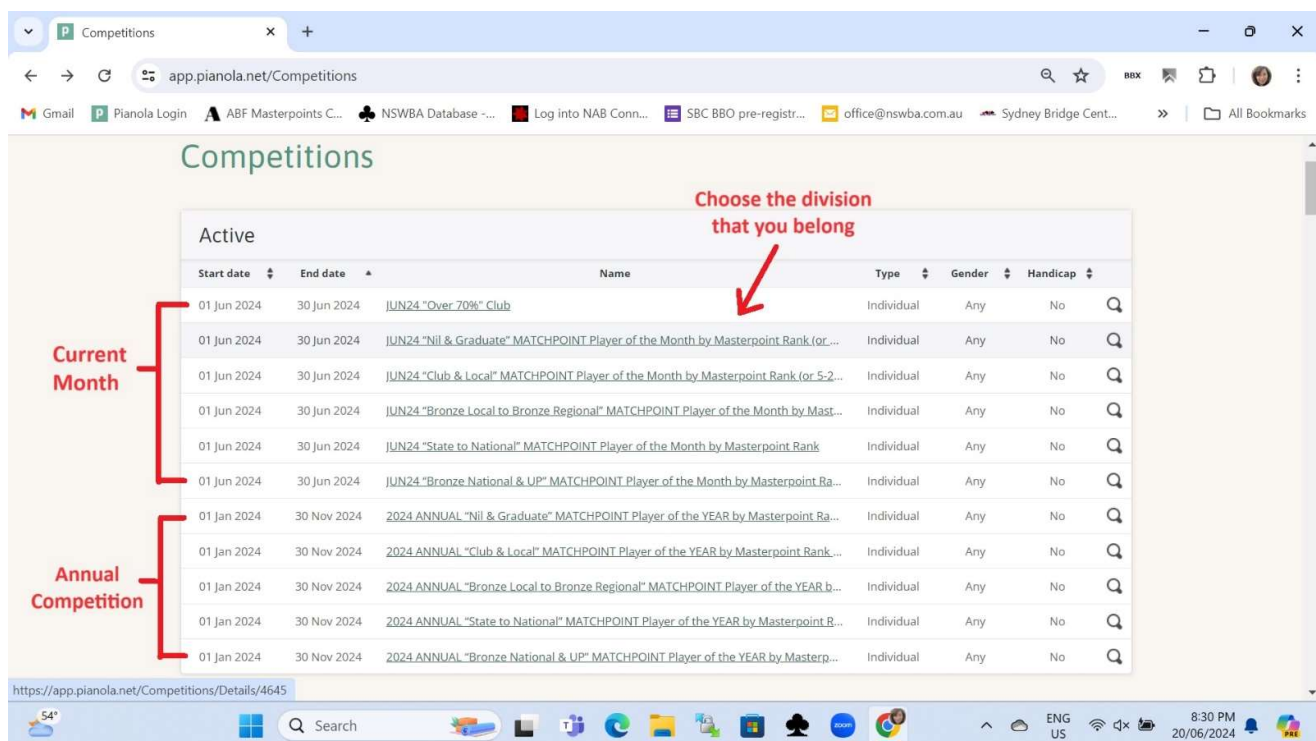 Competitions
app.pianola.net/Competitions
BBX
Gmail Pianola Login ABF Masterpoints C... NSWBA Database -... Log into NAB Conn... SBC BBO pre-registr... office@nswba.com.au Sydney Bridge Cent... » All Bookmarks
Competitions
Choose the division
that you belong
Active
Start date End date Name Type Gender Handicap
01 Jun 2024 30 Jun 2024 JUN24 "Over 70%" Club Individual Any No
01 Jun 2024 30 Jun 2024 JUN24 “Nil & Graduate” MATCHPOINT Player of the Month by Masterpoint Rank (or ... Individual Any No
Current
Month
01 Jun 2024 30 Jun 2024 JUN24 “Club & Local” MATCHPOINT Player of the Month by Masterpoint Rank (or 5-2... Individual Any No
01 Jun 2024 30 Jun 2024 JUN24 “Bronze Local to Bronze Regional” MATCHPOINT Player of the Month by Mast... Individual Any No
01 Jun 2024 30 Jun 2024 JUN24 “State to National” MATCHPOINT Player of the Month by Masterpoint Rank Individual Any No
01 Jun 2024 30 Jun 2024 JUN24 “Bronze National & UP” MATCHPOINT Player of the Month by Masterpoint Ra... Individual Any No
01 Jan 2024 30 Nov 2024 2024 ANNUAL “Nil & Graduate” MATCHPOINT Player of the YEAR by Masterpoint Ra... Individual Any No
01 Jan 2024 30 Nov 2024 2024 ANNUAL “Club & Local” MATCHPOINT Player of the YEAR by Masterpoint Rank ... Individual Any No
Annual
Competition
01 Jan 2024 30 Nov 2024 2024 ANNUAL “Bronze Local to Bronze Regional” MATCHPOINT Player of the YEAR b... Individual Any No
01 Jan 2024 30 Nov 2024 2024 ANNUAL “State to National” MATCHPOINT Player of the YEAR by Masterpoint R... Individual Any No
01 Jan 2024 30 Nov 2024 2024 ANNUAL “Bronze National & UP” MATCHPOINT Player of the YEAR by Masterp... Individual Any No
https://app.pianola.net/Competitions/Details/4645
54° Search zoom ENG 8:30 PM
US 20/06/2024 PRE